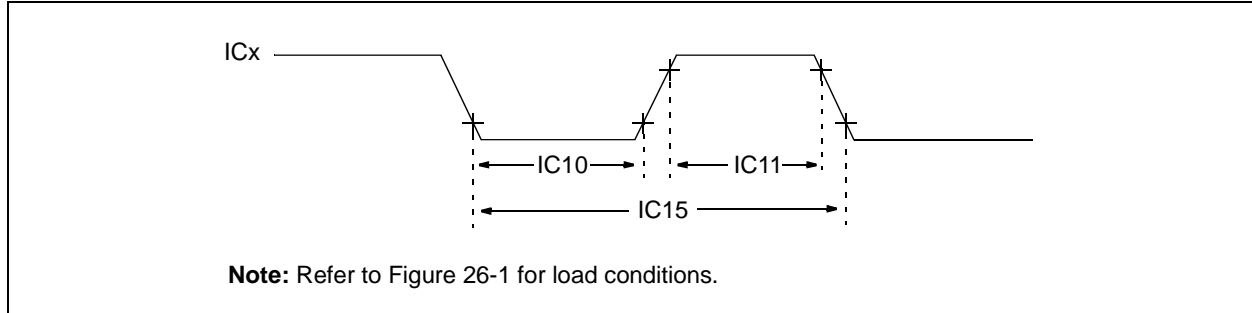 ICx
IC10
IC11
IC15
Note: Refer to Figure 26-1 for load conditions.